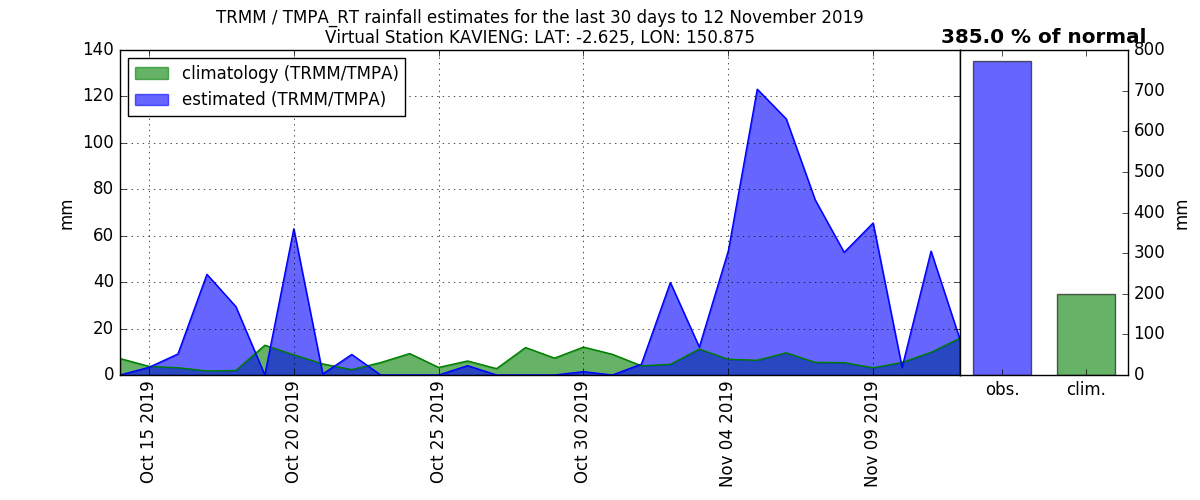 TRMM / TMPA_RT rainfall estimates for the last 30 days to 12 November 2019
Virtual Station KAVIENG: LAT: -2.625, LON: 150.875
385.0 % of normal
climatology (TRMM/TMPA)
estimated (TRMM/TMPA)
mm
140
120
100
80
60
40
20
0
Oct 15 2019
Oct 20 2019
Oct 25 2019
Oct 30 2019
Nov 04 2019
Nov 09 2019
800
700
600
500
400
300
200
100
0
mm
obs.
clim.